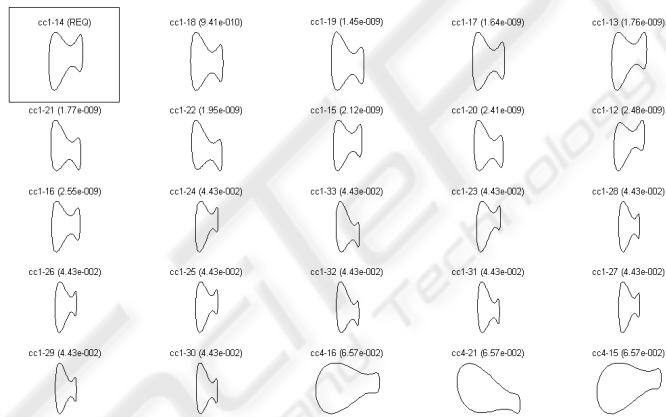 cc1-14 (REQ) cc1-18 (9.41e-010) cc1-19 (1.45e-009) cc1-17 (1.64e-009) cc1-13 (1.76e-009)
cc1-21 (1.77e-009) cc1-22 (1.95e-009) cc1-15 (2.12e-009) cc1-20 (2.41e-009) cc1-12 (2.48e-009)
cc1-16 (2.55e-009) cc1-24 (4.43e-002) cc1-33 (4.43e-002) cc1-23 (4.43e-002) cc1-28 (4.43e-002)
cc1-26 (4.43e-002) cc1-25 (4.43e-002) cc1-32 (4.43e-002) cc1-31 (4.43e-002) cc1-27 (4.43e-002)
cc1-29 (4.43e-002) cc1-30 (4.43e-002) cc4-16 (6.57e-002) cc4-21 (6.57e-002) cc4-15 (6.57e-002)